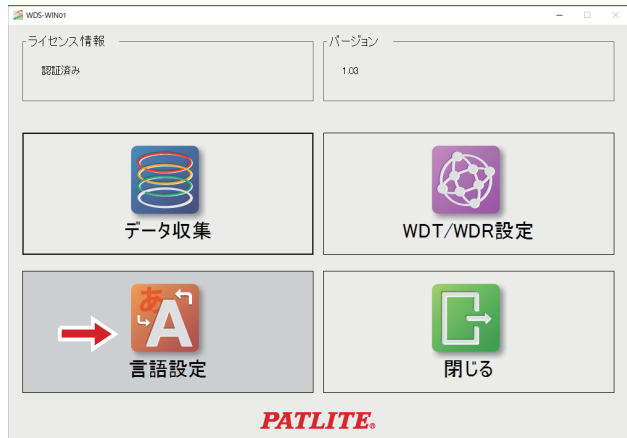 WDS-WIN01
ライセンス情報
認証済み
バージョン
1.03
データ収集
WDT/WDR設定
あ
A
言語設定
閉じる
PATLITE®